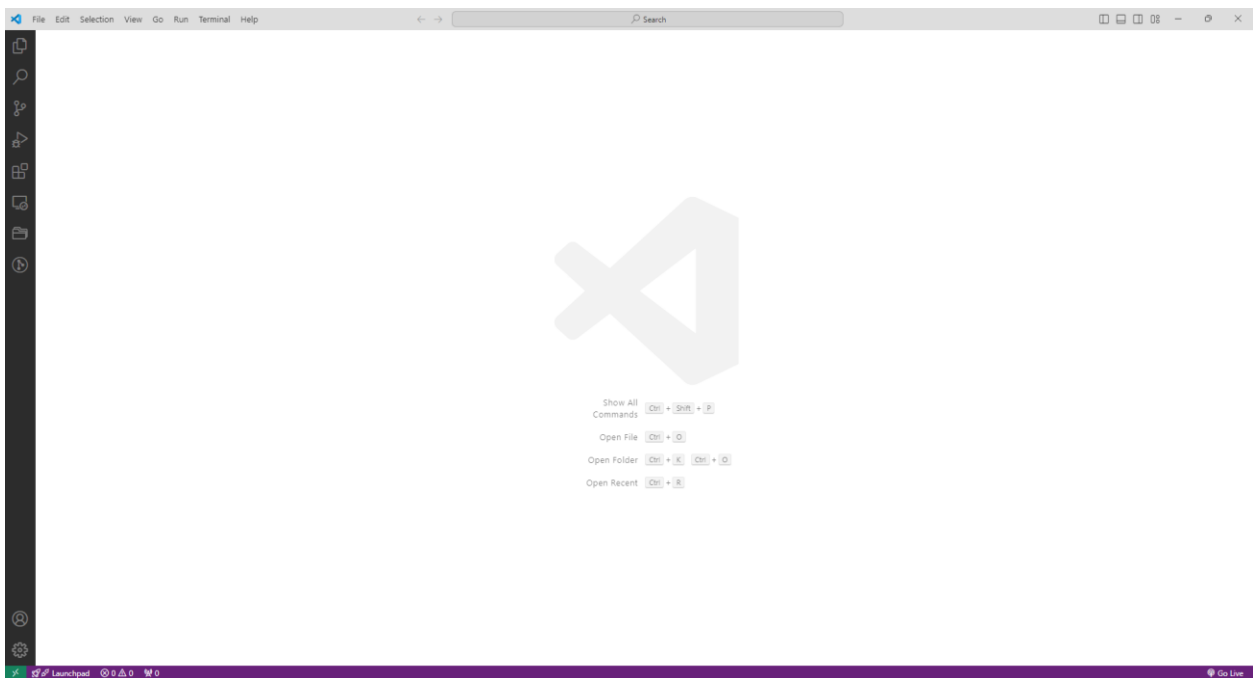 File Edit Selection View Go Run Terminal Help Search
Show All
Commands Ctrl + Shift + P
Open File Ctrl + O
Open Folder Ctrl + K Ctrl + O
Open Recent Ctrl + R
Launchpad 0 0 0 Go Live